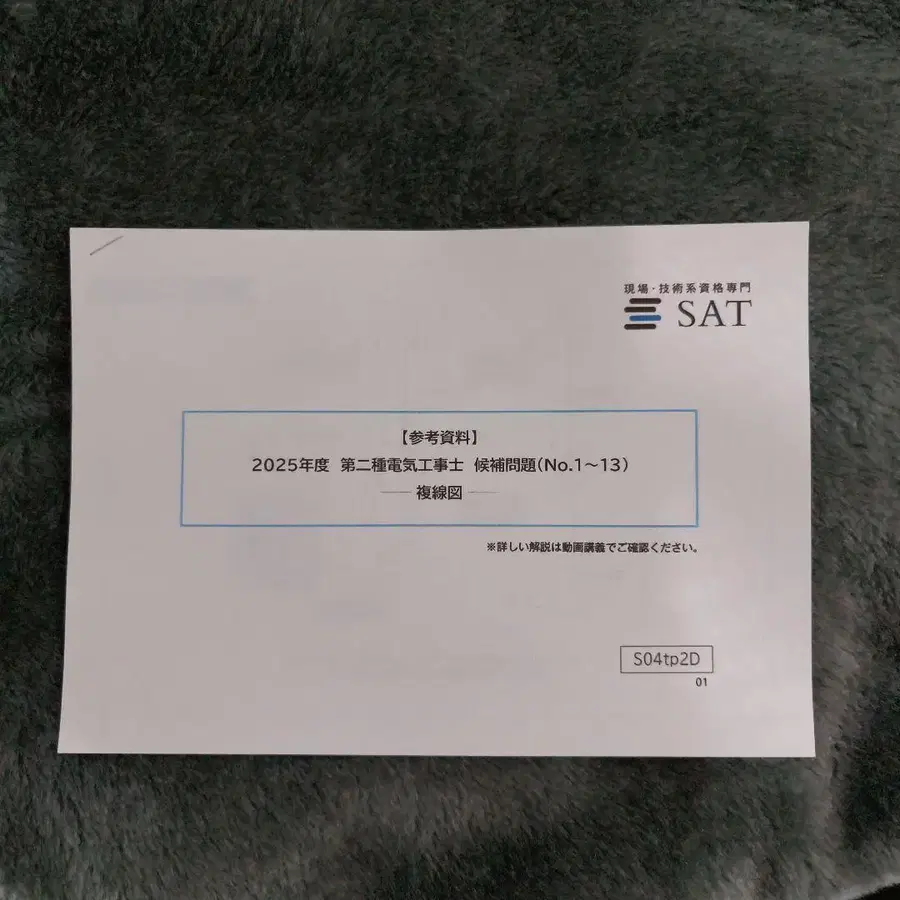 現場・技術系資格専門
SAT
【参考資料】
2025年度 第二種電気工事士 候補問題(No.1～13)
── 複線図 ──
※詳しい解説は動画講義でご確認ください。
S04tp2D
01